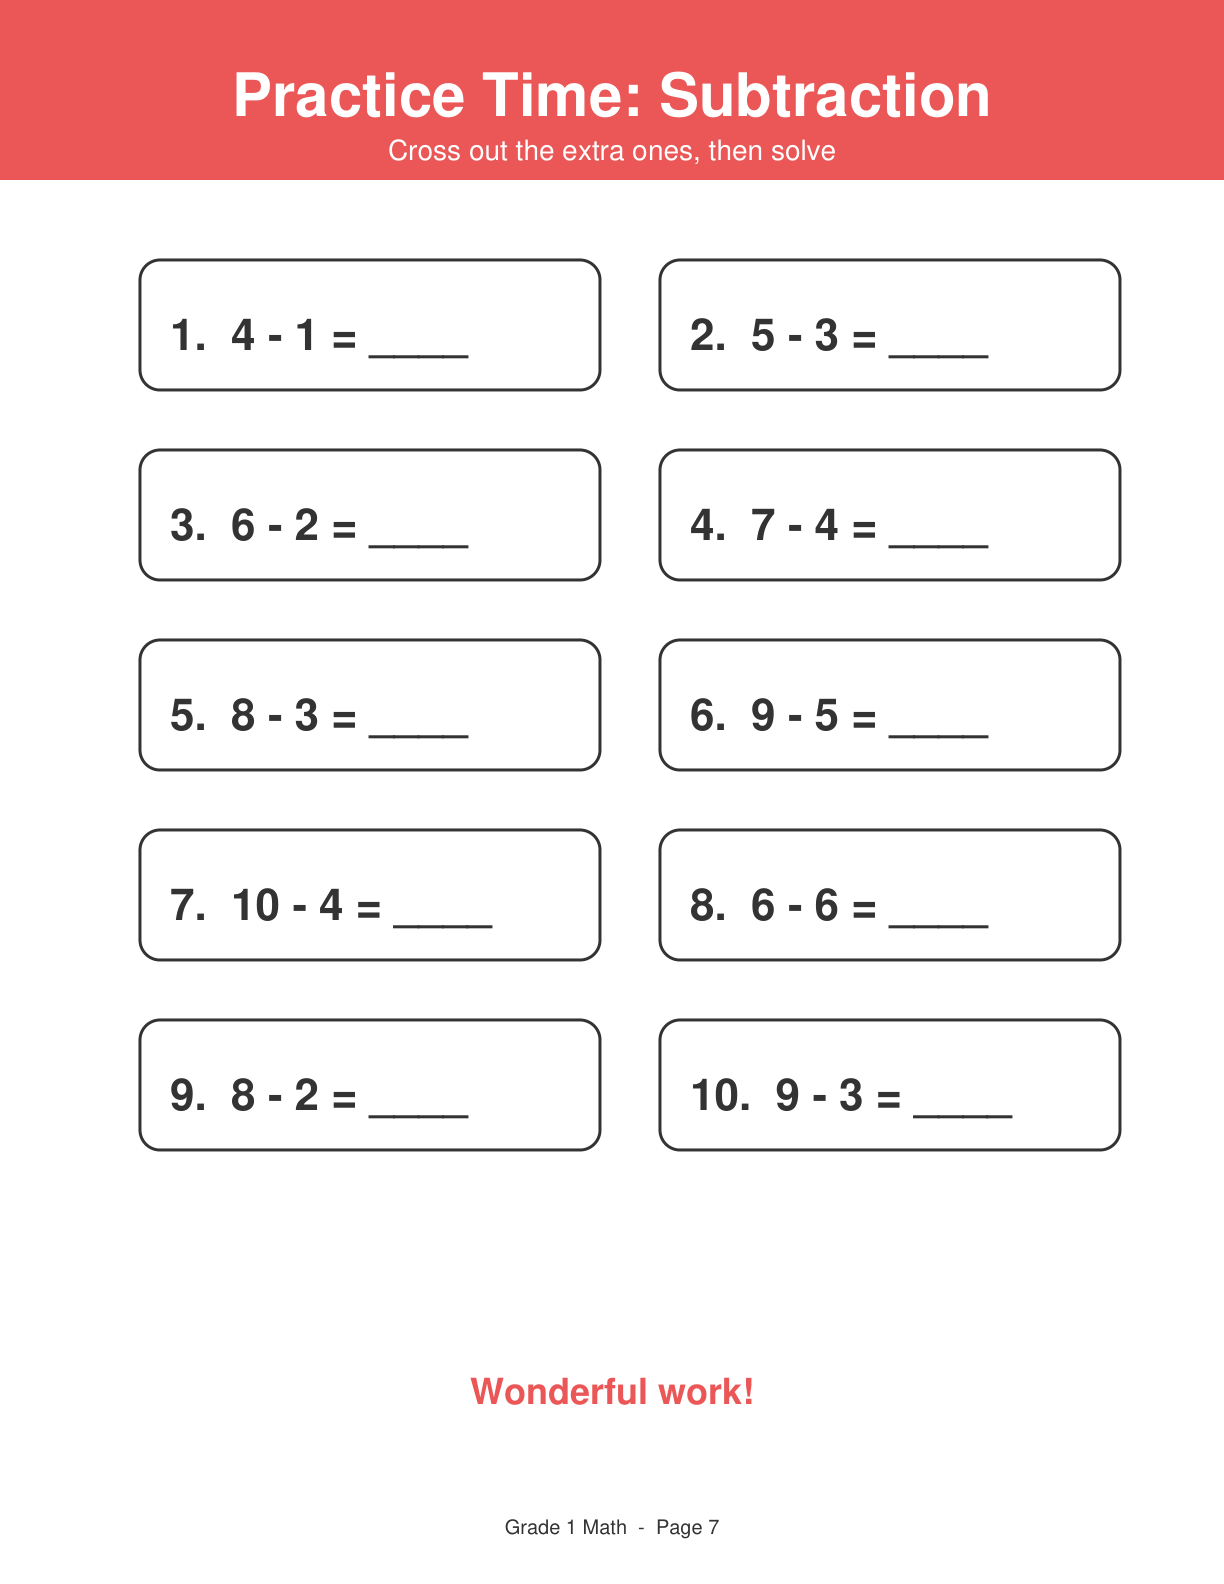 Practice Time: Subtraction
Cross out the extra ones, then solve
1. 4 - 1 = ____
2. 5 - 3 = ____
3. 6 - 2 = ____
4. 7 - 4 = ____
5. 8 - 3 = ____
6. 9 - 5 = ____
7. 10 - 4 = ____
8. 6 - 6 = ____
9. 8 - 2 = ____
10. 9 - 3 = ____
Wonderful work!
Grade 1 Math - Page 7